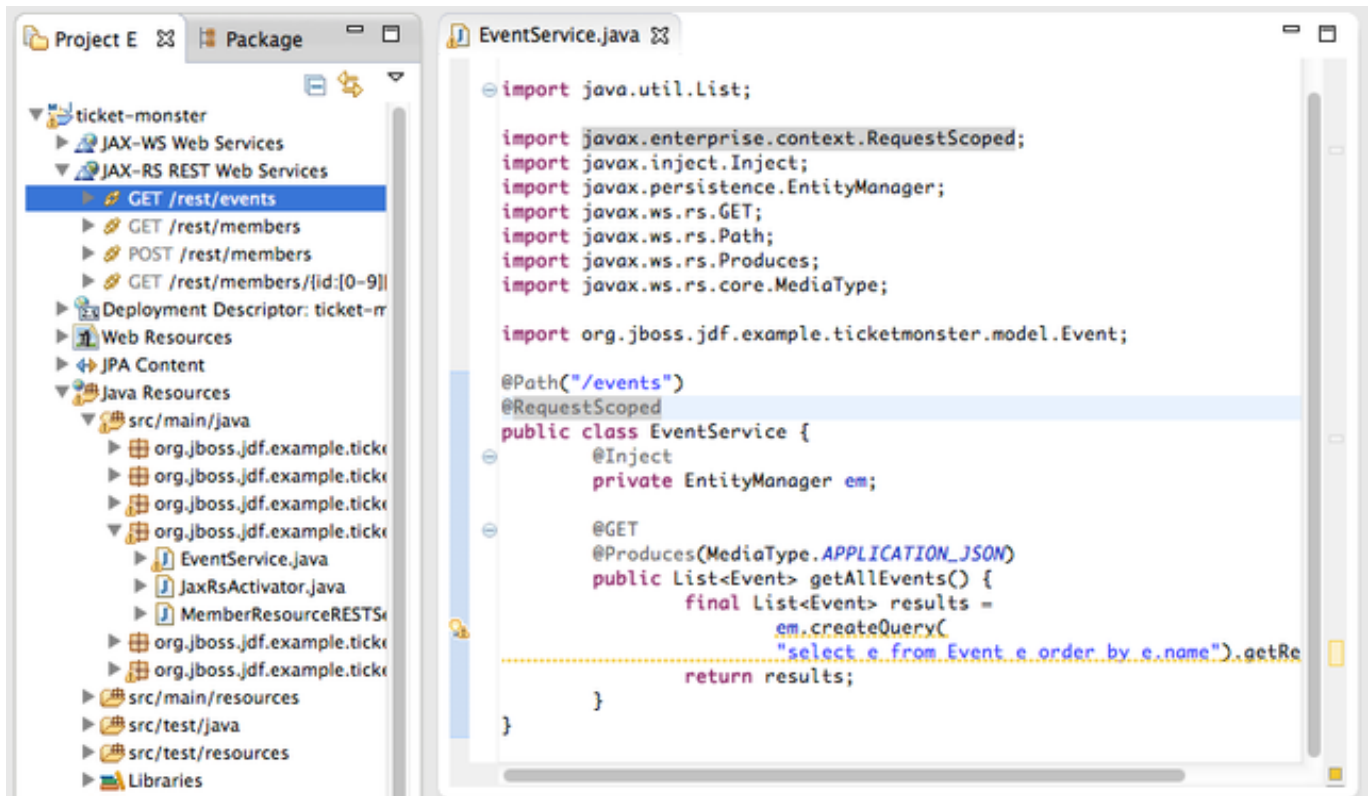 Project E
Package
ticket-monster
JAX-WS Web Services
JAX-RS REST Web Services
GET /rest/events
GET /rest/members
POST /rest/members
GET /rest/members/{id:[0-9][
Deployment Descriptor: ticket-m
Web Resources
JPA Content
Java Resources
src/main/java
org.jboss.jdf.example.ticke
org.jboss.jdf.example.ticke
org.jboss.jdf.example.ticke
org.jboss.jdf.example.ticke
EventService.java
JaxRsActivator.java
MemberResourceRESTSe
org.jboss.jdf.example.ticke
org.jboss.jdf.example.ticke
src/main/resources
src/test/java
src/test/resources
Libraries
EventService.java
import java.util.List;
import javax.enterprise.context.RequestScoped;
import javax.inject.Inject;
import javax.persistence.EntityManager;
import javax.ws.rs.GET;
import javax.ws.rs.Path;
import javax.ws.rs.Produces;
import javax.ws.rs.core.MediaType;
import org.jboss.jdf.example.ticketmonster.model.Event;
@Path("/events")
@RequestScoped
public class EventService {
@Inject
private EntityManager em;
@GET
@Produces(MediaType.APPLICATION_JSON)
public List<Event> getAllEvents() {
final List<Event> results =
em.createQuery(
"select e from Event e order by e.name").getRe
return results;
}
}